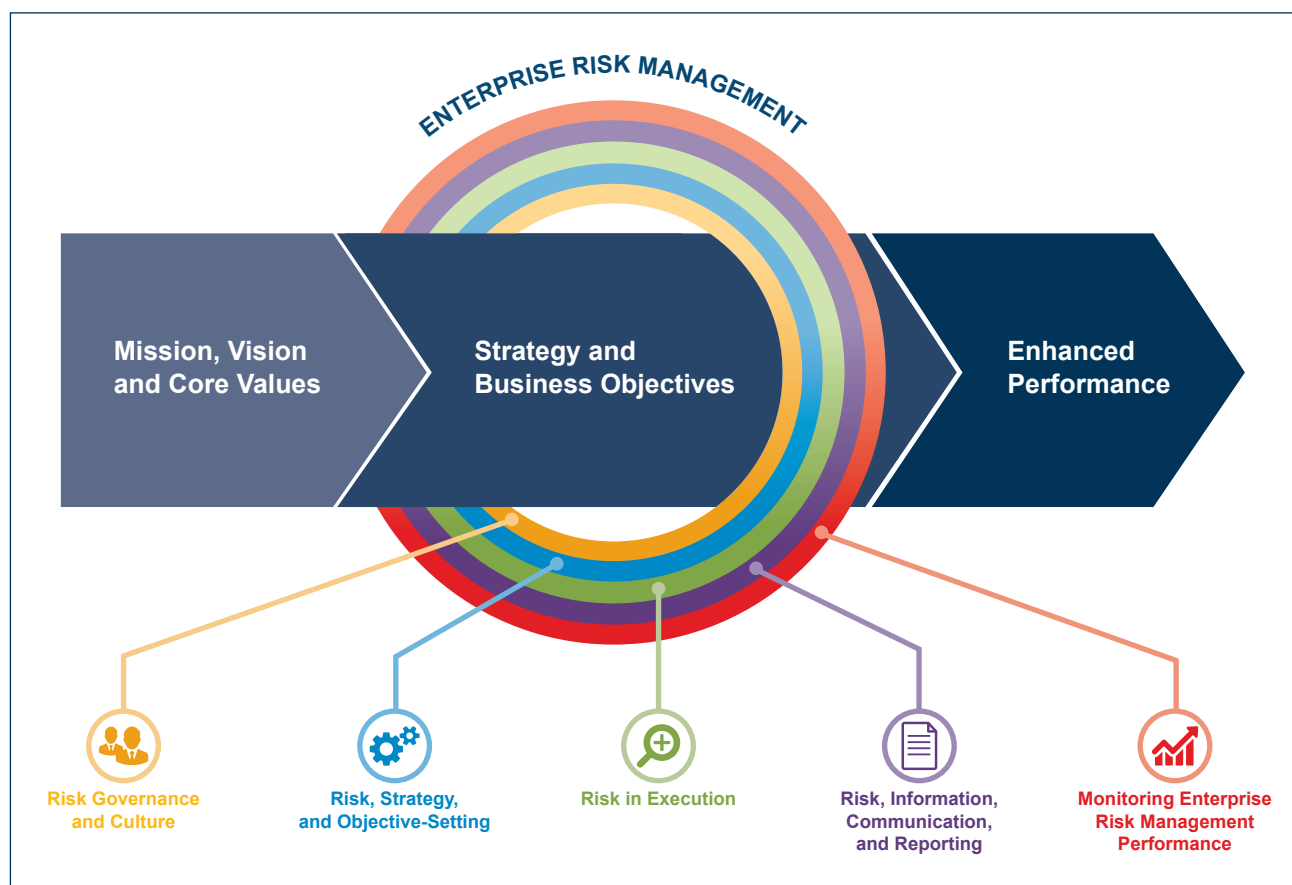 ENTERPRISE RISK MANAGEMENT
Mission, Vision
and Core Values
Strategy and
Business Objectives
Enhanced
Performance
Risk Governance
and Culture
Risk, Strategy,
and Objective-Setting
Risk in Execution
Risk, Information,
Communication,
and Reporting
Monitoring Enterprise
Risk Management
Performance